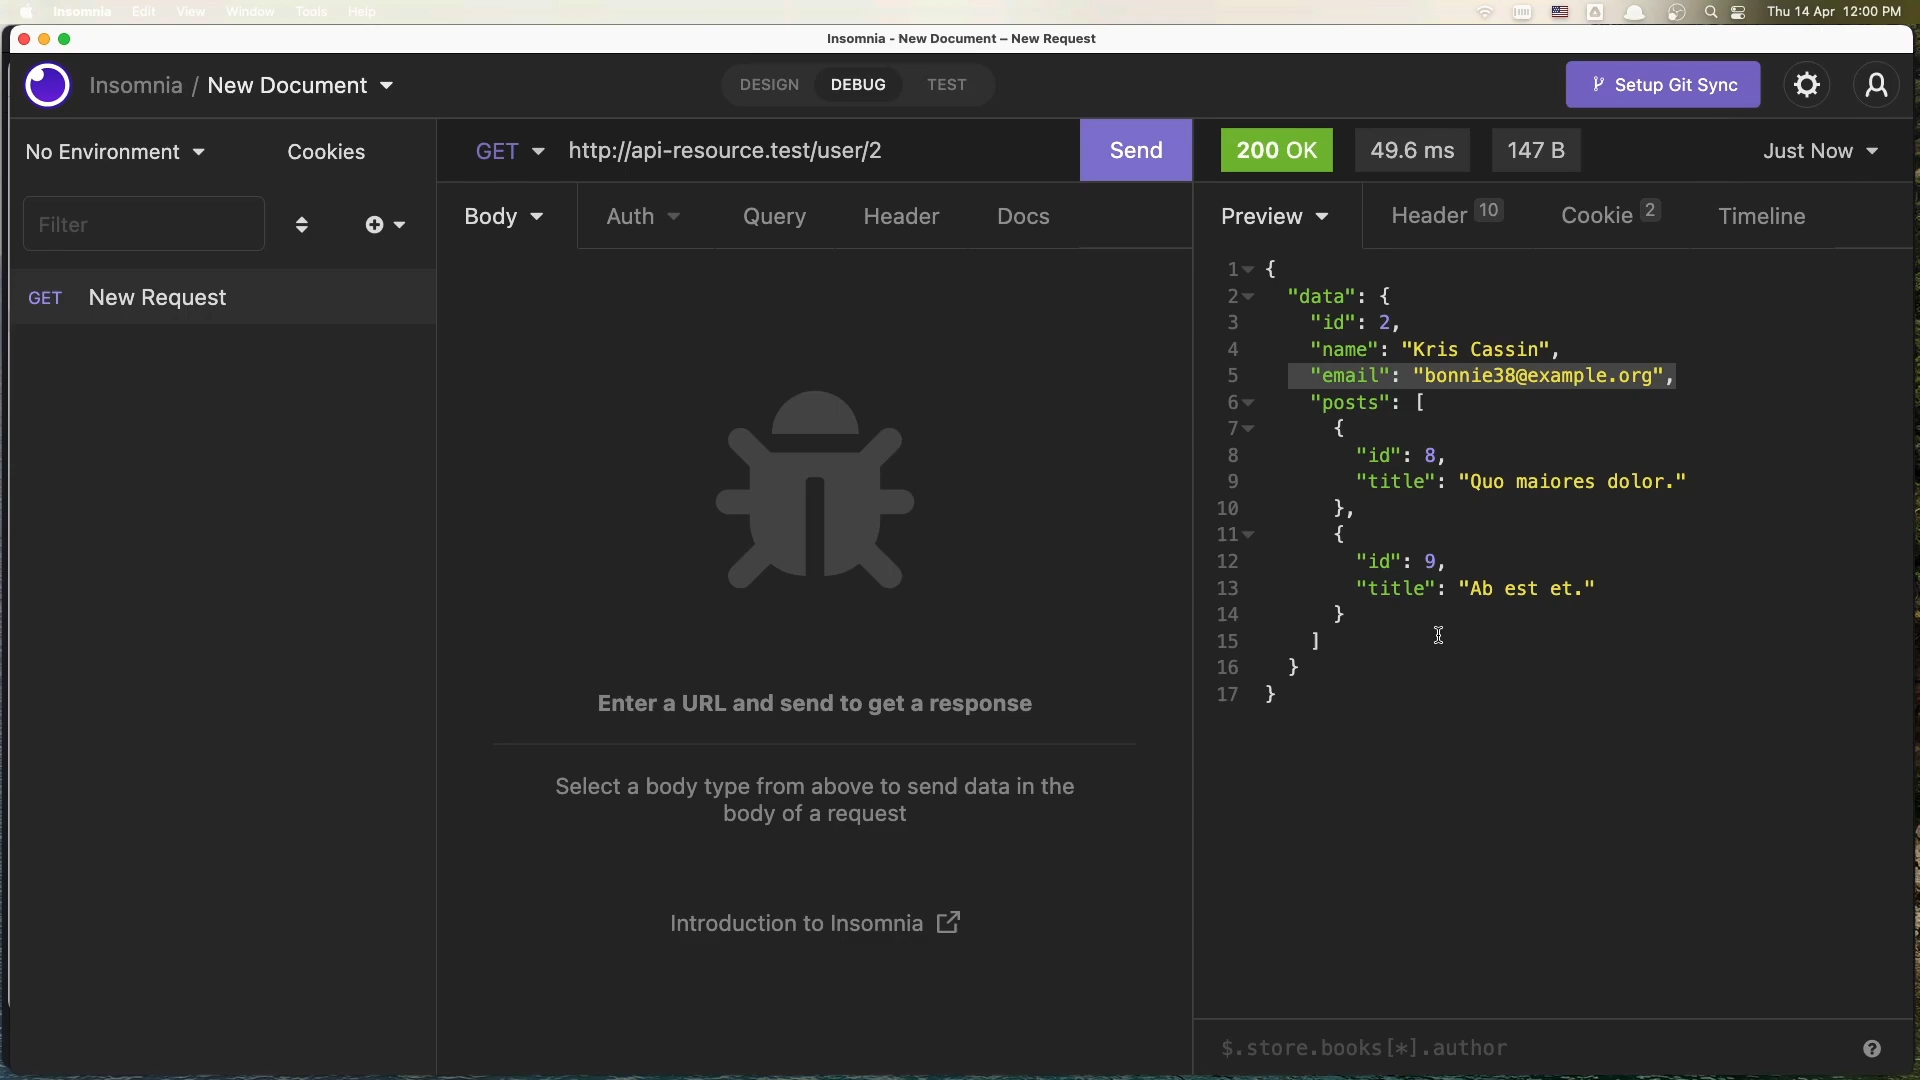 Insomnia Edit View Window Tools Help Thu 14 Apr 12:00 PM
Insomnia - New Document – New Request
Insomnia / New Document DESIGN DEBUG TEST Setup Git Sync
No Environment Cookies GET http://api-resource.test/user/2 Send 200 OK 49.6 ms 147 B Just Now
Filter Body Auth Query Header Docs Preview Header 10 Cookie 2 Timeline
GET New Request
1 {
2 "data": {
3 "id": 2,
4 "name": "Kris Cassin",
5 "email": "bonnie38@example.org",
6 "posts": [
7 {
8 "id": 8,
9 "title": "Quo maiores dolor."
10 },
11 {
12 "id": 9,
13 "title": "Ab est et."
14 }
15 ]
16 }
17 }
Enter a URL and send to get a response
Select a body type from above to send data in the
body of a request
Introduction to Insomnia
$.store.books[*].author